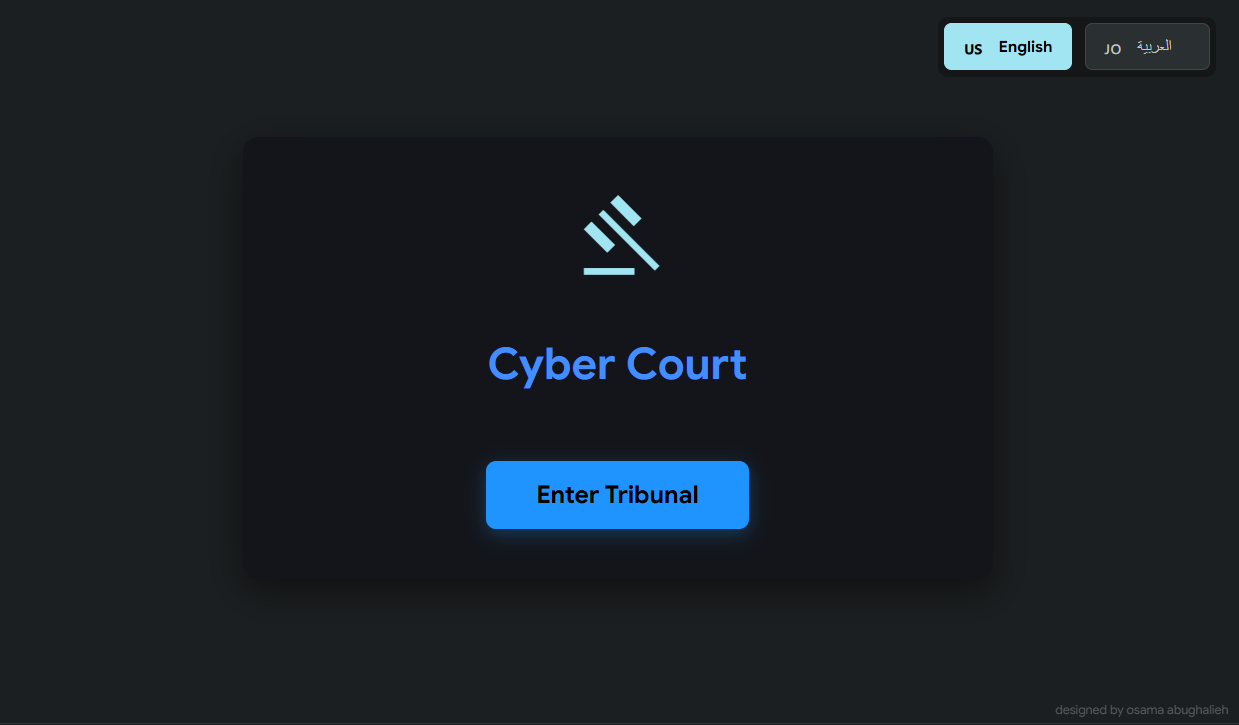 US English
JO العربية
Cyber Court
Enter Tribunal
designed by osama abughalieh